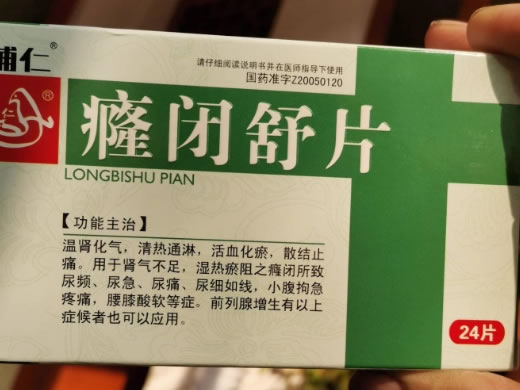 辅仁®
请仔细阅读说明书并在医师指导下使用
国药准字Z20050120
®
癃闭舒片
LONGBISHU PIAN
【功能主治】
温肾化气，清热通淋，活血化瘀，散结止
痛。用于肾气不足，湿热瘀阻之癃闭所致
尿频、尿急、尿痛、尿细如线，小腹拘急
疼痛，腰膝酸软等症。前列腺增生有以上
症候者也可以应用。
24片